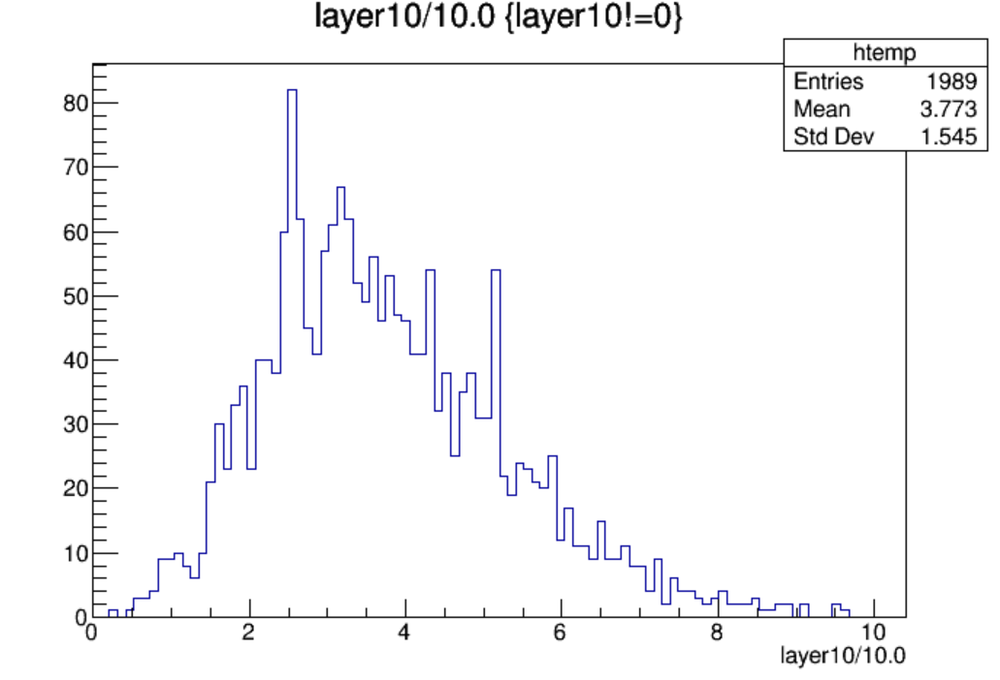 layer10/10.0 {layer10!=0}
htemp
Entries 1989
Mean 3.773
Std Dev 1.545
80
70
60
50
40
30
20
10
0
0 2 4 6 8 10
layer10/10.0